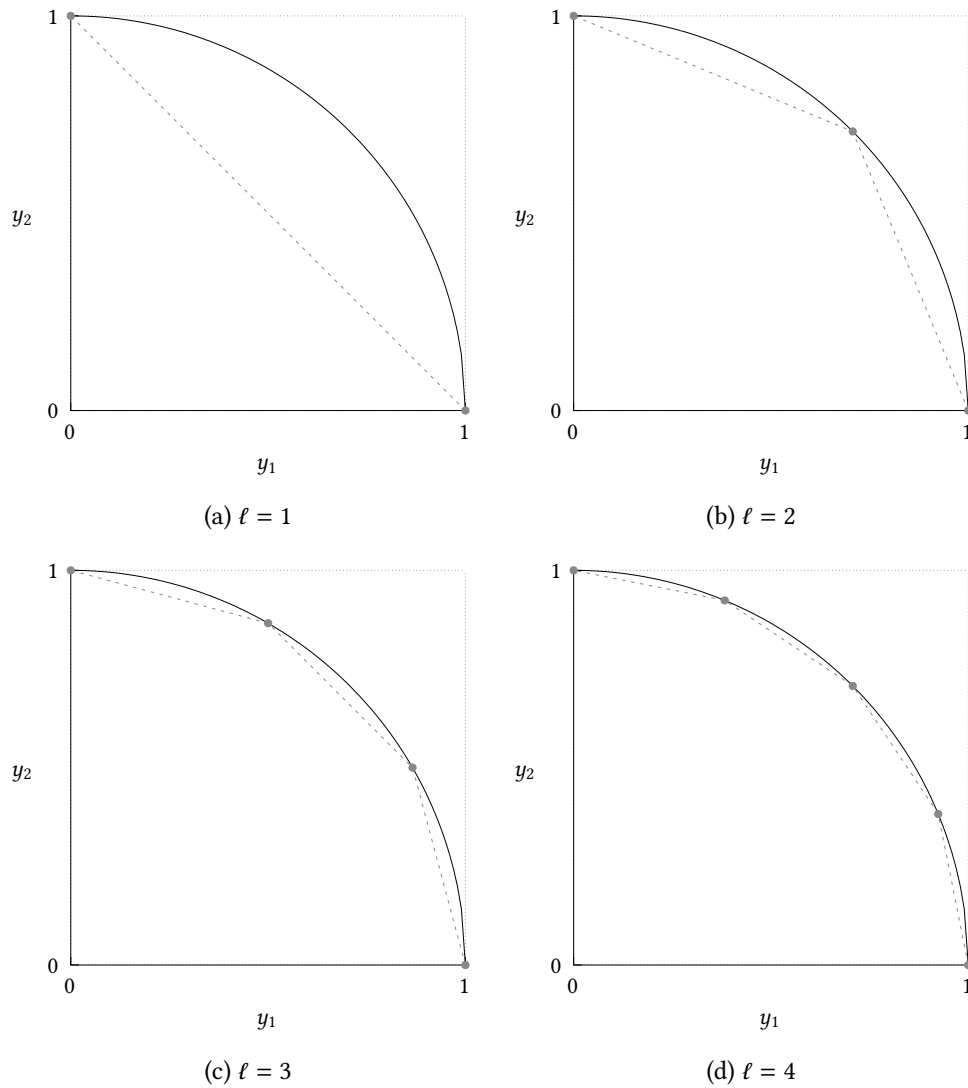 1
y₂
0
0
1
y₁
(a) ℓ = 1
1
y₂
0
0
1
y₁
(b) ℓ = 2
1
y₂
0
0
1
y₁
(c) ℓ = 3
1
y₂
0
0
1
y₁
(d) ℓ = 4